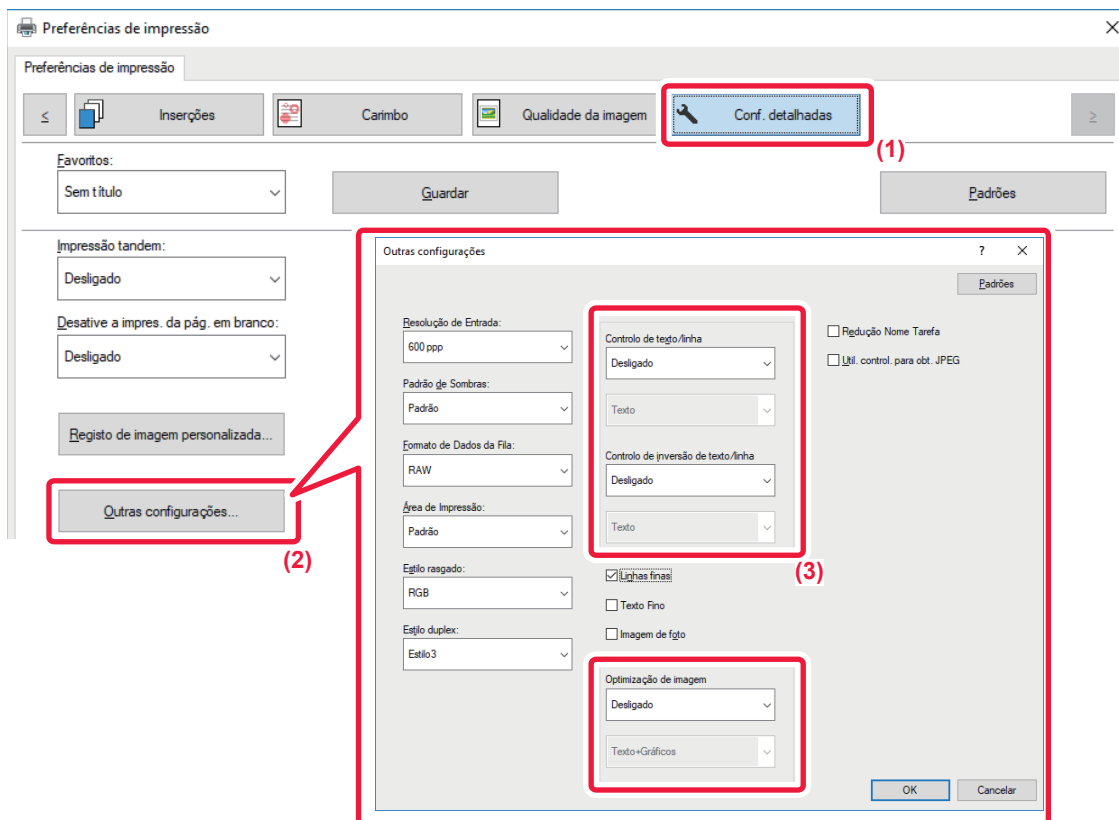 Preferências de impressão
Preferências de impressão
<
Inserções
Carimbo
Qualidade da imagem
Conf. detalhadas
>
(1)
Favoritos:
Sem título
Guardar
Padrões
Impressão tandem:
Desligado
Desative a impres. da pág. em branco:
Desligado
Registo de imagem personalizada...
Outras configurações...
(2)
Outras configurações
?
Padrões
Resolução de Entrada:
600 ppp
Padrão de Sombras:
Padrão
Formato de Dados da Fila:
RAW
Área de Impressão:
Padrão
Estilo rasgado:
RGB
Estilo duplex:
Estilo3
Controlo de texto/linha
Desligado
Texto
Controlo de inversão de texto/linha
Desligado
Texto
(3)
Linhas finas
Texto Fino
Imagem de foto
Optimização de imagem
Desligado
Texto+Gráficos
Redução Nome Tarefa
Util. control. para obt. JPEG
OK
Cancelar